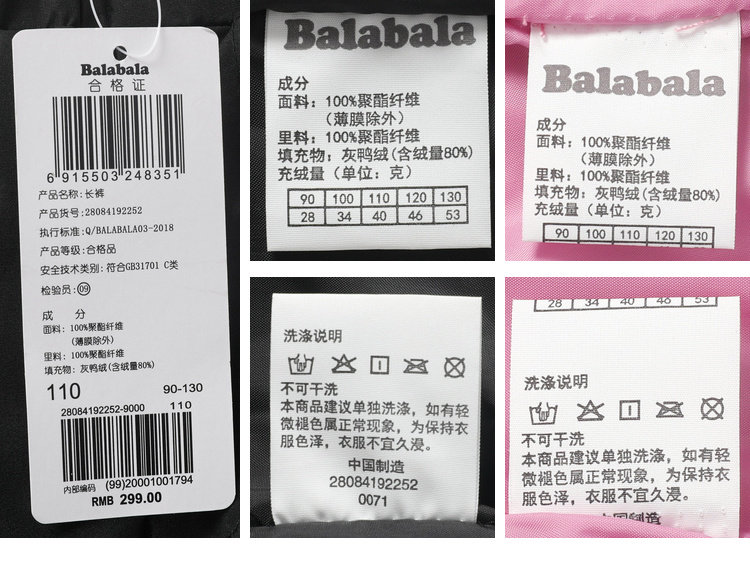 Balabala
合格证
6 915503 248351
产品名称:长裤
产品货号:28084192252
执行标准:Q/BALABALA03-2018
产品等级:合格品
安全技术类别:符合GB31701 C类
检验员:09
成 分
面料: 100%聚酯纤维
(薄膜除外)
里料: 100%聚酯纤维
填充物: 灰鸭绒(含绒量80%)
110 90-130
28084192252-9000 110
内部编码 (99)20001001794
RMB 299.00
Balabala
成分
面料: 100%聚酯纤维
(薄膜除外)
里料: 100%聚酯纤维
填充物: 灰鸭绒(含绒量80%)
充绒量 (单位: 克)
90 100 110 120 130
28 34 40 46 53
Balabala
成分
面料: 100%聚酯纤维
(薄膜除外)
里料: 100%聚酯纤维
填充物: 灰鸭绒(含绒量80%)
充绒量 (单位: 克)
90 100 110 120 130
洗涤说明
不可干洗
本商品建议单独洗涤，如有轻
微褪色属正常现象，为保持衣
服色泽，衣服不宜久浸。
中国制造
28084192252
0071
28 34 40 46 53
洗涤说明
不可干洗
本商品建议单独洗涤，如有轻
微褪色属正常现象，为保持衣
服色泽，衣服不宜久浸。
中国制造